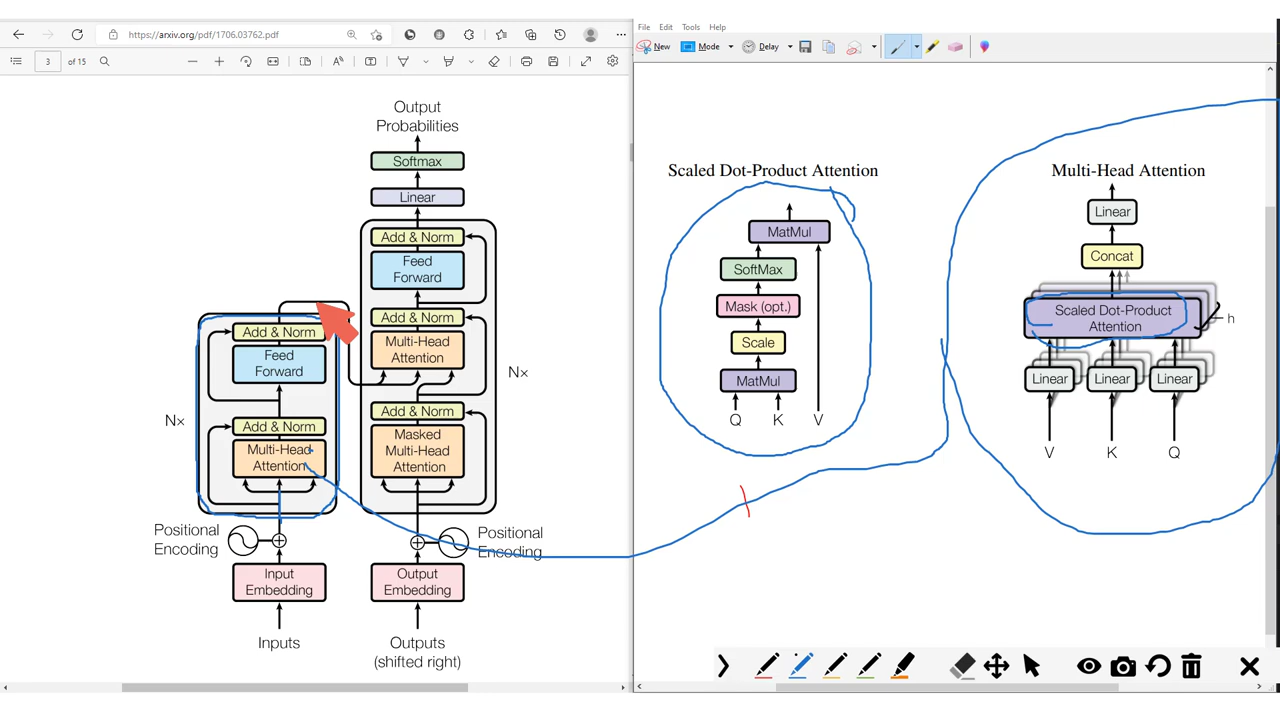 https://arxiv.org/pdf/1706.03762.pdf
3 of 15
File Edit Tools Help
New Mode Delay
Output
Probabilities
Softmax
Linear
Add & Norm
Feed
Forward
Add & Norm
Multi-Head
Attention
Add & Norm
Masked
Multi-Head
Attention
N×
Add & Norm
Feed
Forward
Add & Norm
Multi-Head
Attention
N×
Positional
Encoding
Positional
Encoding
Input
Embedding
Output
Embedding
Inputs
Outputs
(shifted right)
Scaled Dot-Product Attention
MatMul
SoftMax
Mask (opt.)
Scale
MatMul
Q K V
Multi-Head Attention
Linear
Concat
Scaled Dot-Product
Attention
h
Linear Linear Linear
V K Q